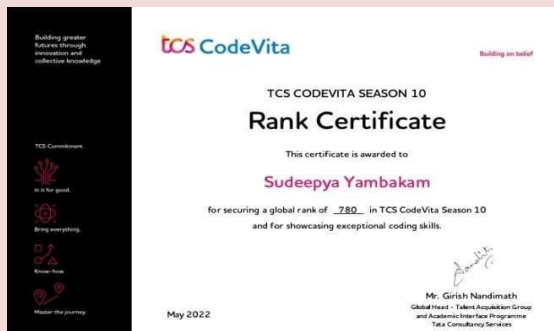 Building greater
futures through
innovation and
collective knowledge
TCS Commitment
In it for good.
Bring everything.
Know-how.
Master the journey.
tcs CodeVita
Building on belief
TCS CODEVITA SEASON 10
Rank Certificate
This certificate is awarded to
Sudeepya Yambakam
for securing a global rank of 780 in TCS CodeVita Season 10
and for showcasing exceptional coding skills.
Mr. Girish Nandimath
Global Head - Talent Acquisition Group
and Academic Interface Programme
Tata Consultancy Services
May 2022